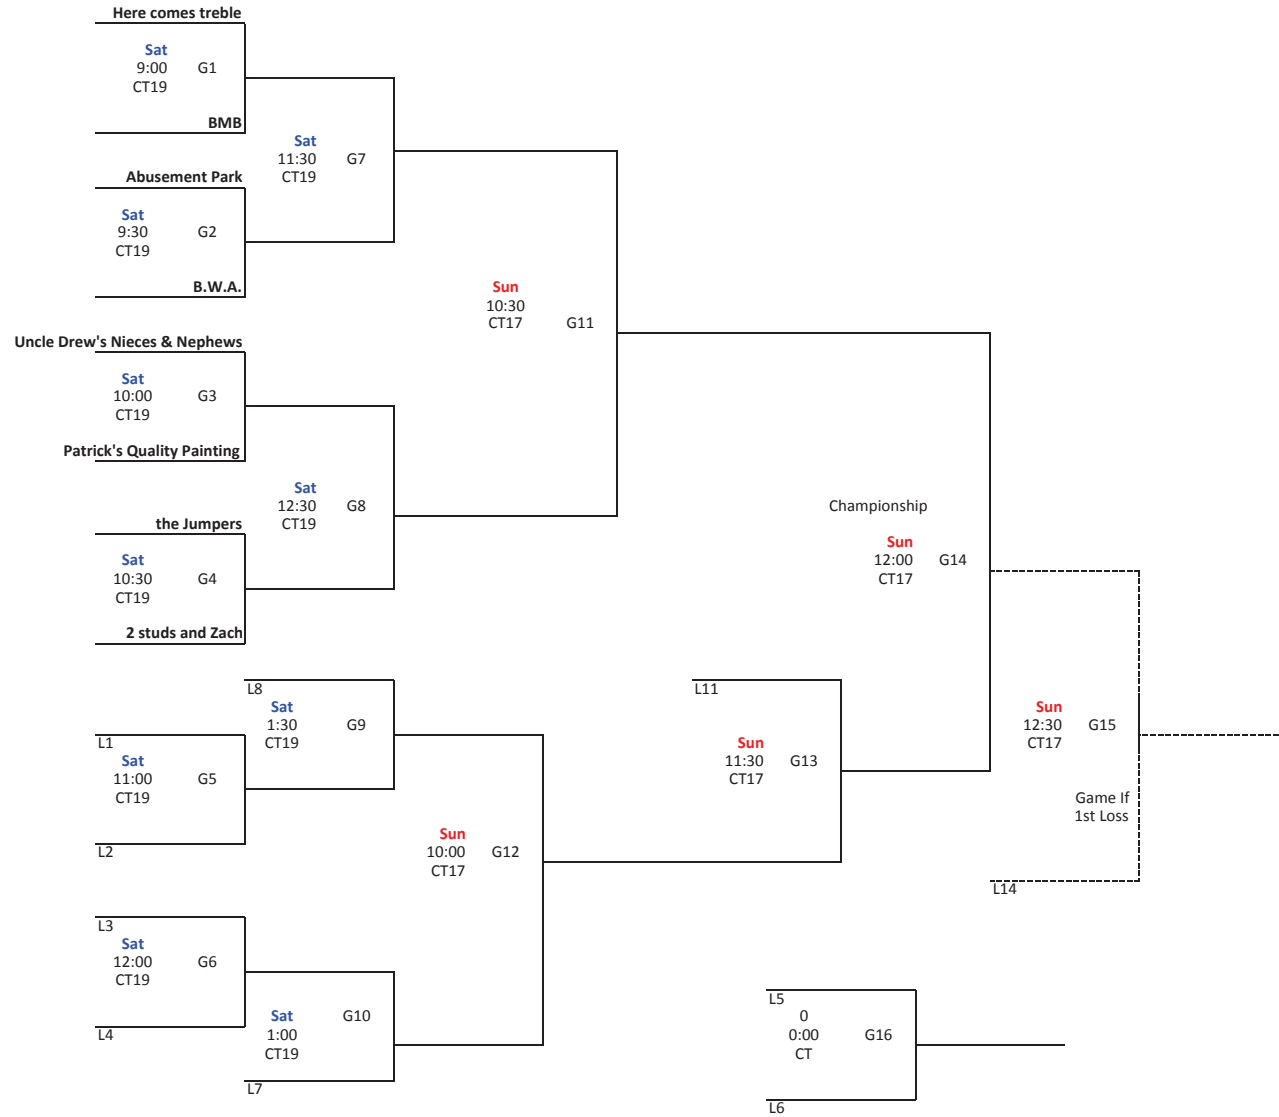 Here comes treble
Sat
9:00 G1
CT19
BMB
Sat
11:30 G7
CT19
Abusement Park
Sat
9:30 G2
CT19
B.W.A.
Sun
10:30
CT17 G11
Uncle Drew's Nieces & Nephews
Sat
10:00 G3
CT19
Patrick's Quality Painting
Sat
12:30 G8
CT19
the Jumpers
Sat
10:30 G4
CT19
2 studs and Zach
Championship
Sun
12:00 G14
CT17
L8
Sat
1:30 G9
CT19
L1
Sat
11:00 G5
CT19
L2
L11
Sun
11:30 G13
CT17
Sun
12:30 G15
CT17
Game If
1st Loss
L14
Sun
10:00 G12
CT17
L3
Sat
12:00 G6
CT19
L4
Sat G10
1:00
CT19
L7
L5
0
0:00 G16
CT
L6